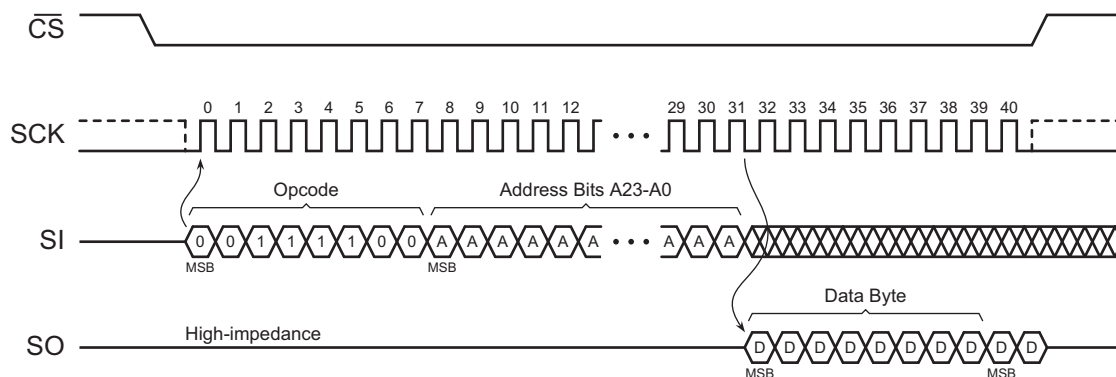 CS
0 1 2 3 4 5 6 7 8 9 10 11 12 29 30 31 32 33 34 35 36 37 38 39 40
SCK
Opcode Address Bits A23-A0
SI 0 0 1 1 1 1 0 0 A A A A A A A A A
MSB MSB
Data Byte
High-impedance
SO D D D D D D D D D D
MSB MSB